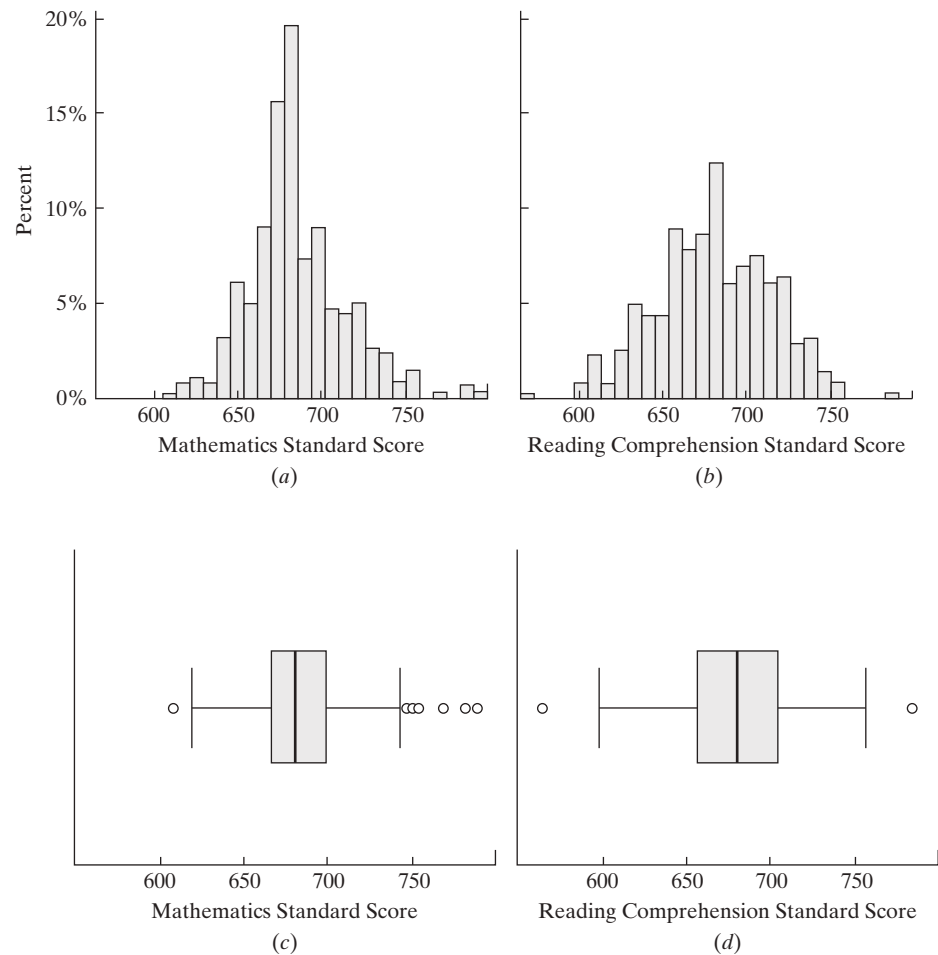 20%
15%
10%
5%
0%
Percent
600 650 700 750
Mathematics Standard Score
(a)
600 650 700 750
Reading Comprehension Standard Score
(b)
600 650 700 750
Mathematics Standard Score
(c)
600 650 700 750
Reading Comprehension Standard Score
(d)